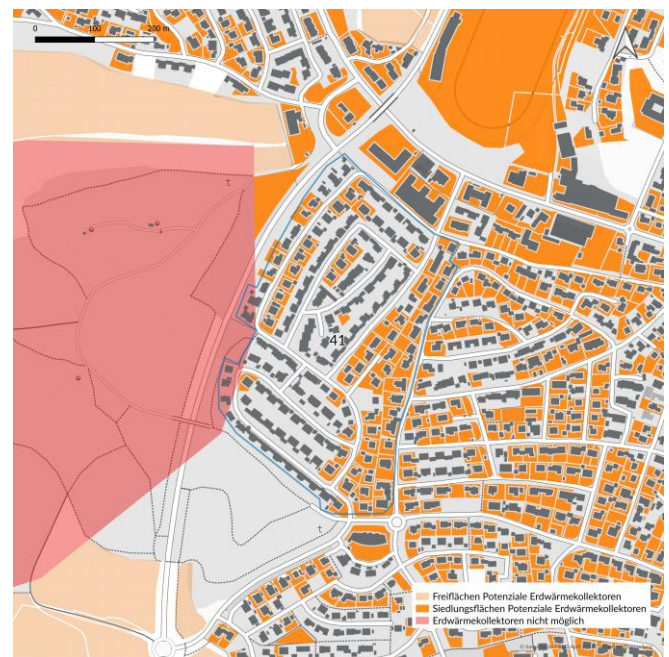 0 100 200 m
41
Freiflächen Potenziale Erdwärmekollektoren
Siedlungsflächen Potenziale Erdwärmekollektoren
Erdwärmekollektoren nicht möglich